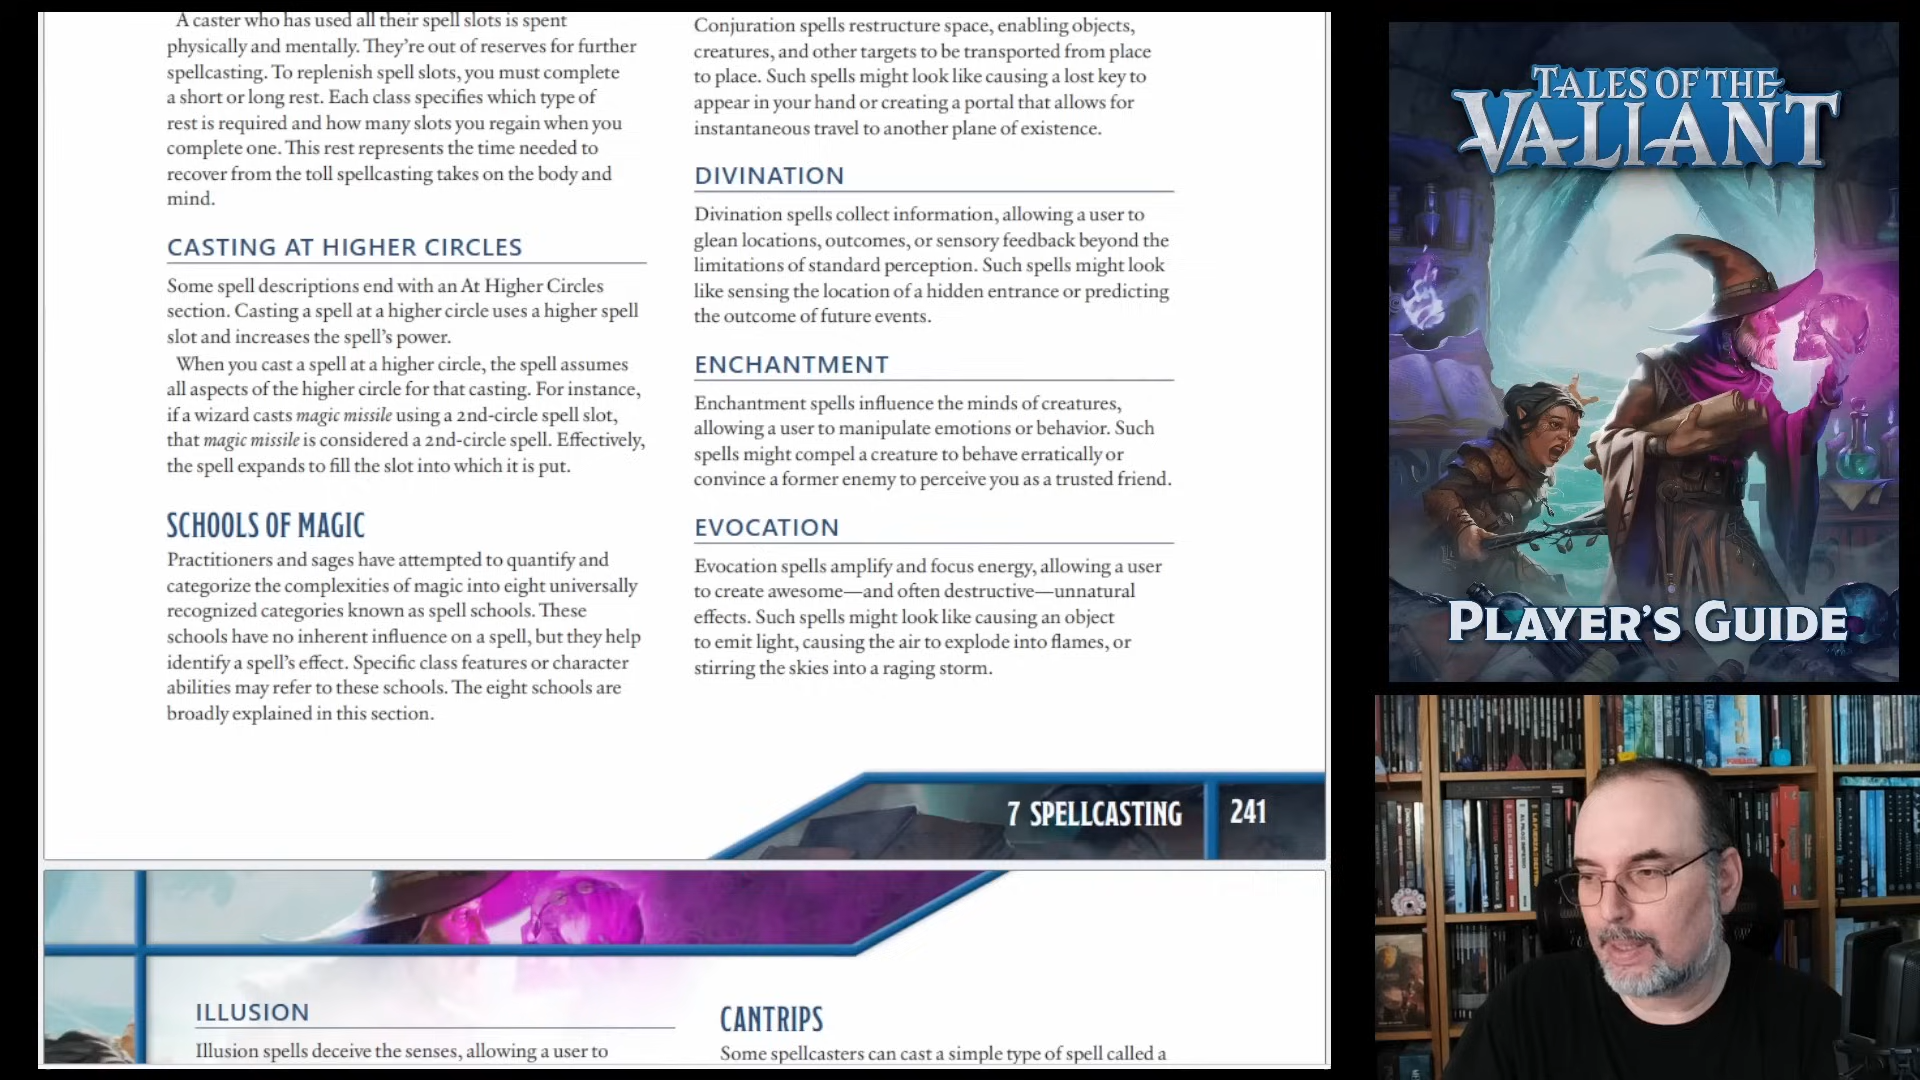 A caster who has used all their spell slots is spent
physically and mentally. They're out of reserves for further
spellcasting. To replenish spell slots, you must complete
a short or long rest. Each class specifies which type of
rest is required and how many slots you regain when you
complete one. This rest represents the time needed to
recover from the toll spellcasting takes on the body and
mind.
CASTING AT HIGHER CIRCLES
Some spell descriptions end with an At Higher Circles
section. Casting a spell at a higher circle uses a higher spell
slot and increases the spell's power.
When you cast a spell at a higher circle, the spell assumes
all aspects of the higher circle for that casting. For instance,
if a wizard casts magic missile using a 2nd-circle spell slot,
that magic missile is considered a 2nd-circle spell. Effectively,
the spell expands to fill the slot into which it is put.
SCHOOLS OF MAGIC
Practitioners and sages have attempted to quantify and
categorize the complexities of magic into eight universally
recognized categories known as spell schools. These
schools have no inherent influence on a spell, but they help
identify a spell's effect. Specific class features or character
abilities may refer to these schools. The eight schools are
broadly explained in this section.
Conjuration spells restructure space, enabling objects,
creatures, and other targets to be transported from place
to place. Such spells might look like causing a lost key to
appear in your hand or creating a portal that allows for
instantaneous travel to another plane of existence.
DIVINATION
Divination spells collect information, allowing a user to
glean locations, outcomes, or sensory feedback beyond the
limitations of standard perception. Such spells might look
like sensing the location of a hidden entrance or predicting
the outcome of future events.
ENCHANTMENT
Enchantment spells influence the minds of creatures,
allowing a user to manipulate emotions or behavior. Such
spells might compel a creature to behave erratically or
convince a former enemy to perceive you as a trusted friend.
EVOCATION
Evocation spells amplify and focus energy, allowing a user
to create awesome—and often destructive—unnatural
effects. Such spells might look like causing an object
to emit light, causing the air to explode into flames, or
stirring the skies into a raging storm.
7 SPELLCASTING 241
ILLUSION
Illusion spells deceive the senses, allowing a user to
CANTRIPS
Some spellcasters can cast a simple type of spell called a
TALES OF THE
VALIANT
PLAYER'S GUIDE